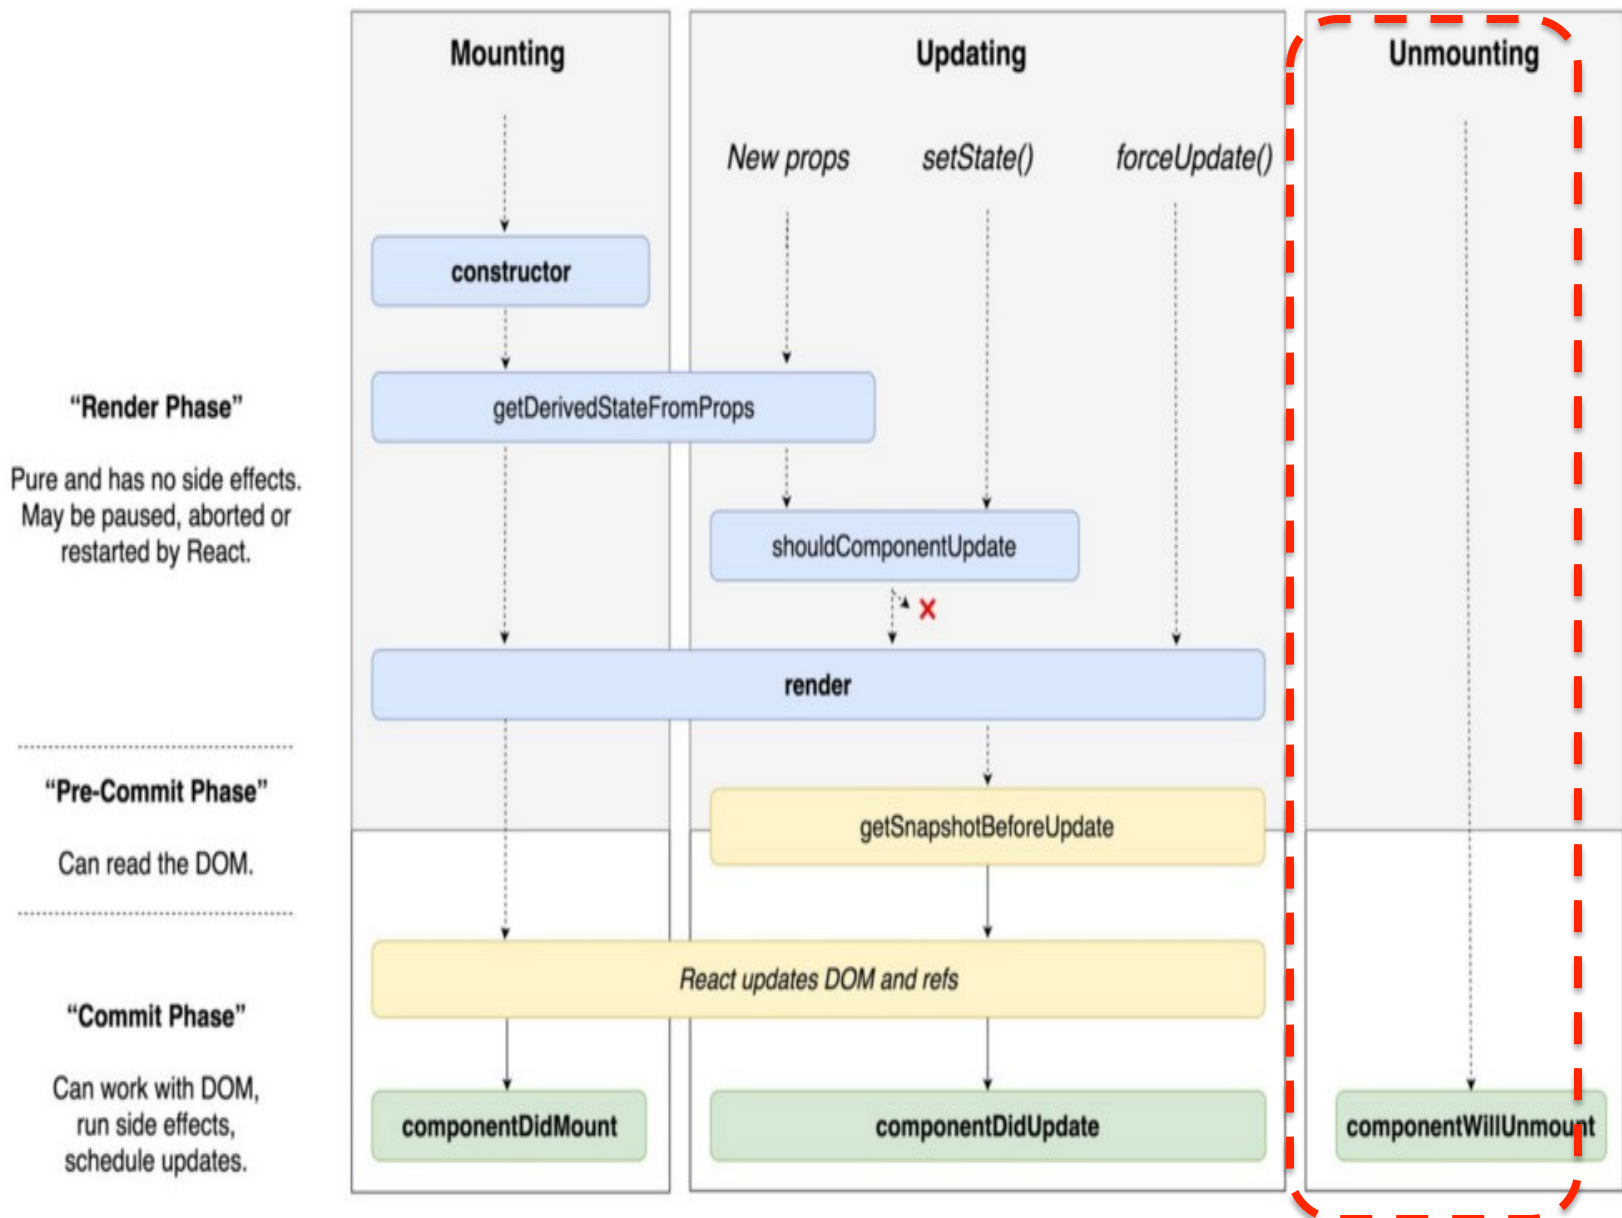 Mounting
Updating
Unmounting
New props
setState()
forceUpdate()
constructor
“Render Phase”
getDerivedStateFromProps
Pure and has no side effects.
May be paused, aborted or
restarted by React.
shouldComponentUpdate
render
“Pre-Commit Phase”
Can read the DOM.
getSnapshotBeforeUpdate
React updates DOM and refs
“Commit Phase”
Can work with DOM,
run side effects,
schedule updates.
componentDidMount
componentDidUpdate
componentWillUnmount